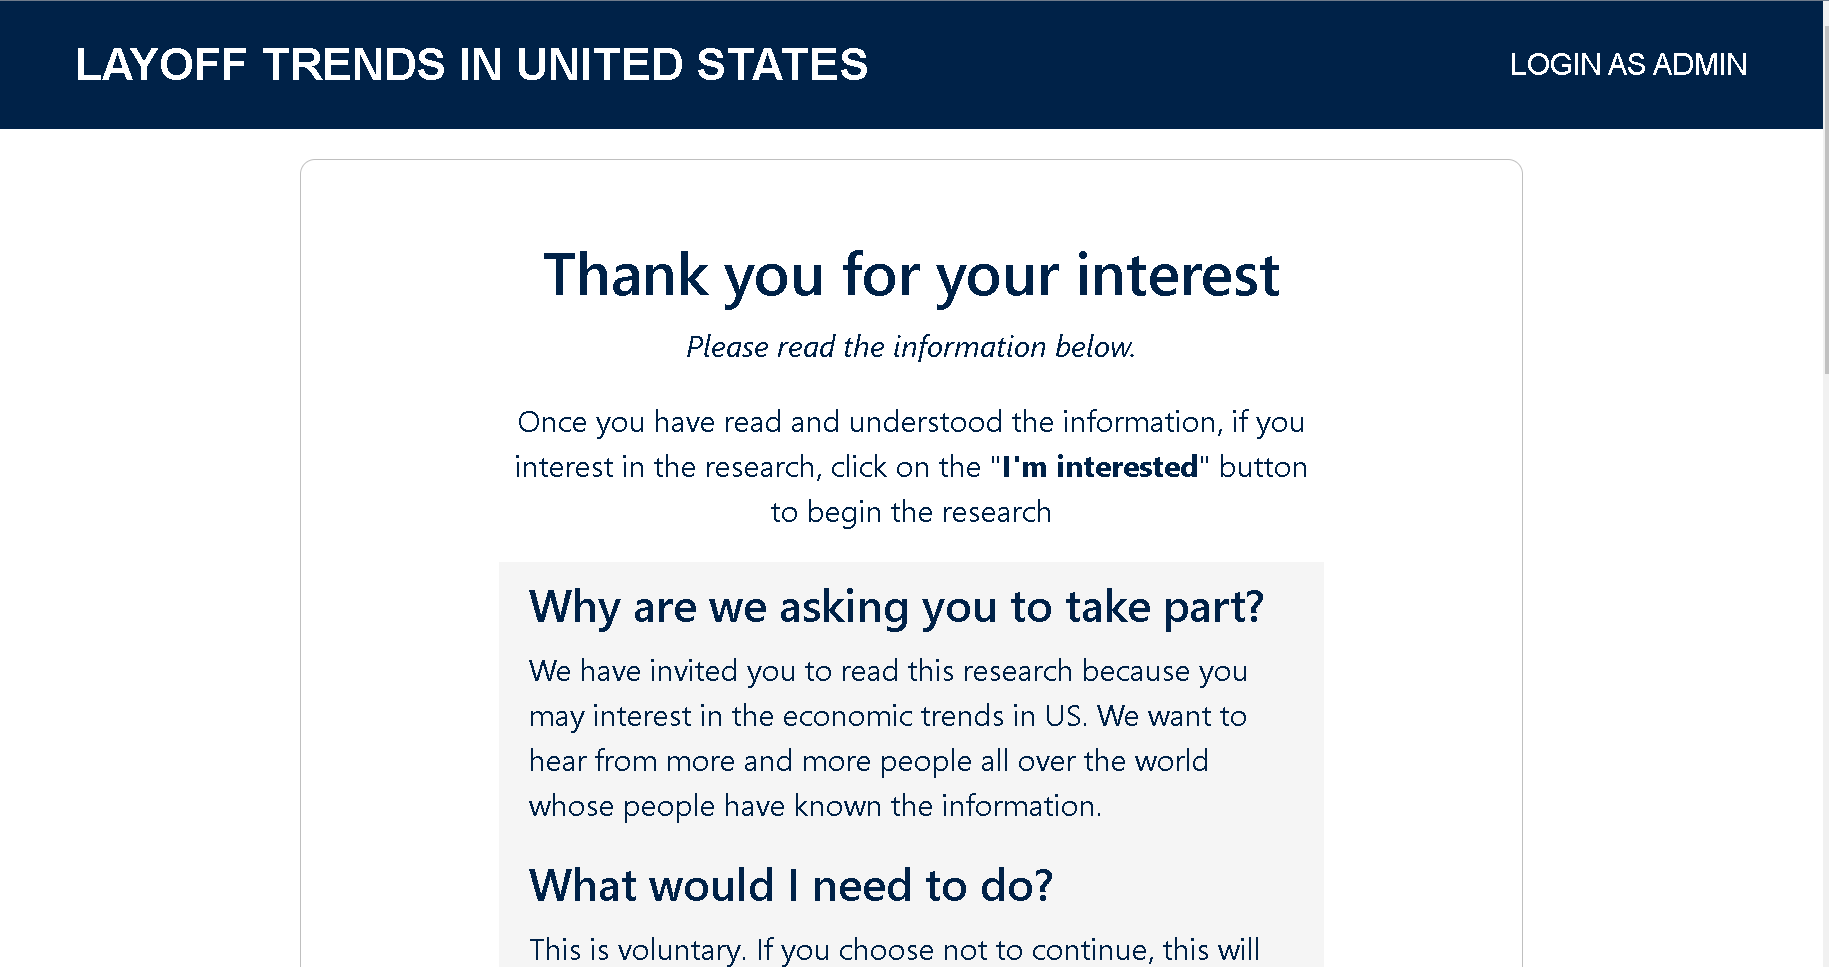 LAYOFF TRENDS IN UNITED STATES
LOGIN AS ADMIN
Thank you for your interest
Please read the information below.
Once you have read and understood the information, if you
interest in the research, click on the "I'm interested" button
to begin the research
Why are we asking you to take part?
We have invited you to read this research because you
may interest in the economic trends in US. We want to
hear from more and more people all over the world
whose people have known the information.
What would I need to do?
This is voluntary. If you choose not to continue, this will